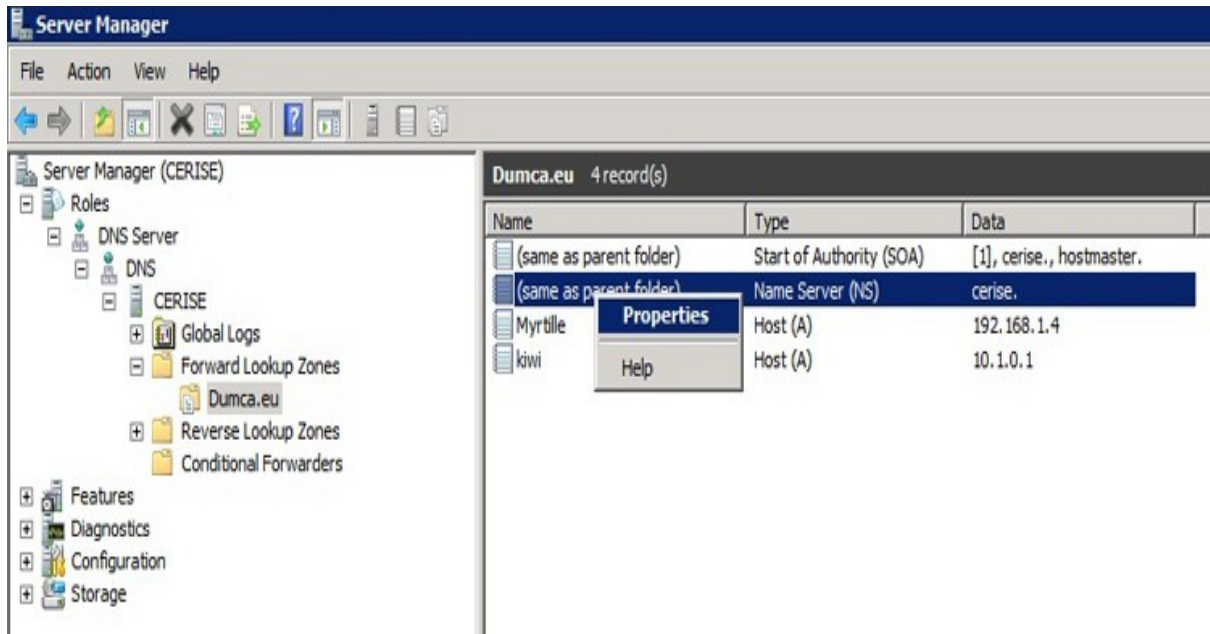 Server Manager
File Action View Help
Server Manager (CERISE)
Roles
DNS Server
DNS
CERISE
Global Logs
Forward Lookup Zones
Dumca.eu
Reverse Lookup Zones
Conditional Forwarders
Features
Diagnostics
Configuration
Storage
Dumca.eu 4 record(s)
Name Type Data
(same as parent folder) Start of Authority (SOA) [1], cerise., hostmaster.
(same as parent folder) Name Server (NS) cerise.
Myrtille Host (A) 192.168.1.4
kiwi Host (A) 10.1.0.1
Properties
Help